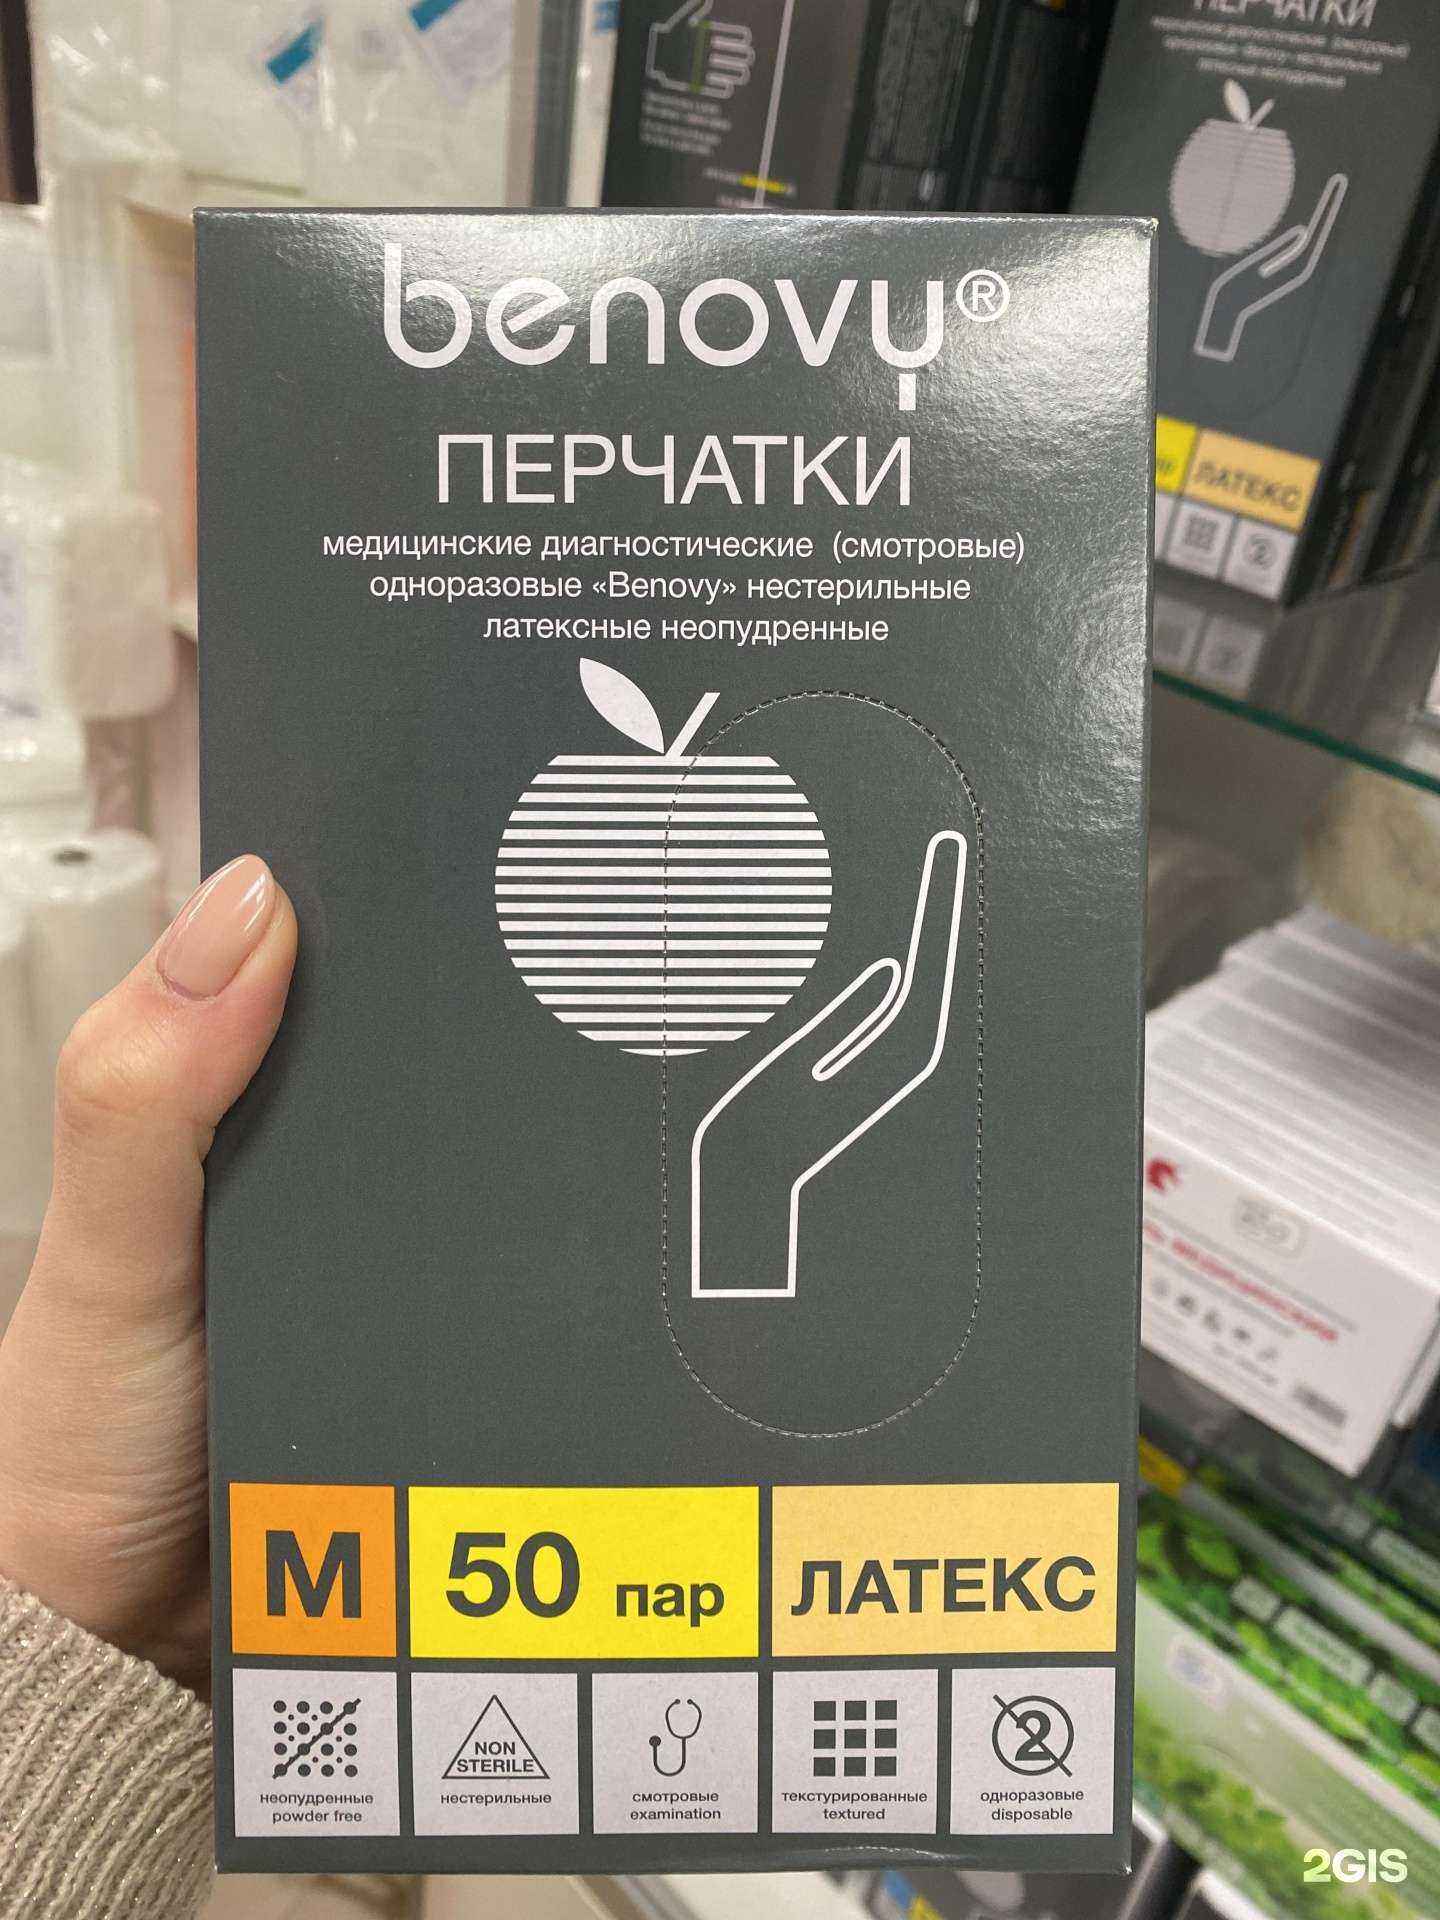 benovy®
ПЕРЧАТКИ
медицинские диагностические (смотровые)
одноразовые «Benovy» нестерильные
латексные неопудренные
M
50 пар
ЛАТЕКС
неопудренные
powder free
NON
STERILE
нестерильные
смотровые
examination
текстурированные
textured
2
одноразовые
disposable
ПЕРЧАТКИ
ЛАТЕКС
2
2GIS